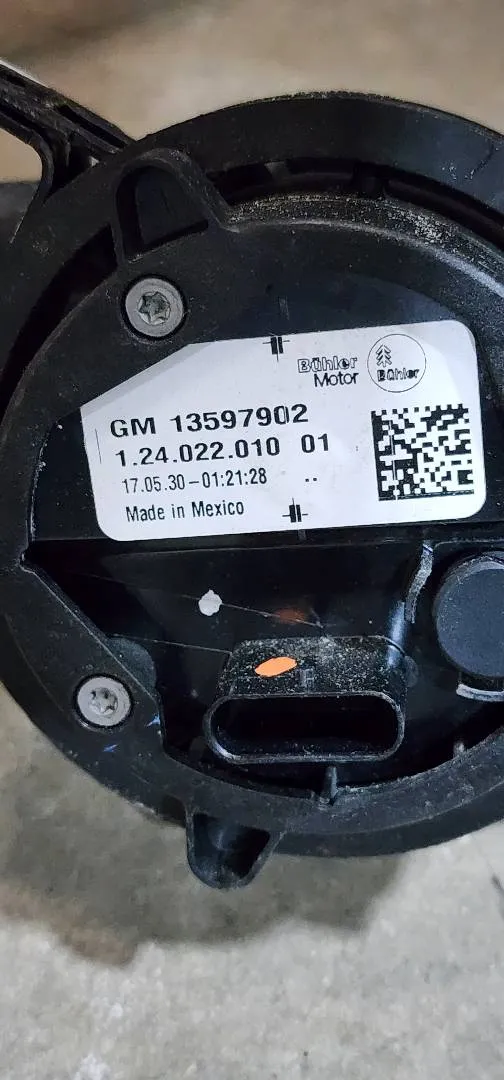 Bühler
Motor
Bühler
GM 13597902
1.24.022.010 01
17.05.30-01:21:28 ..
Made in Mexico